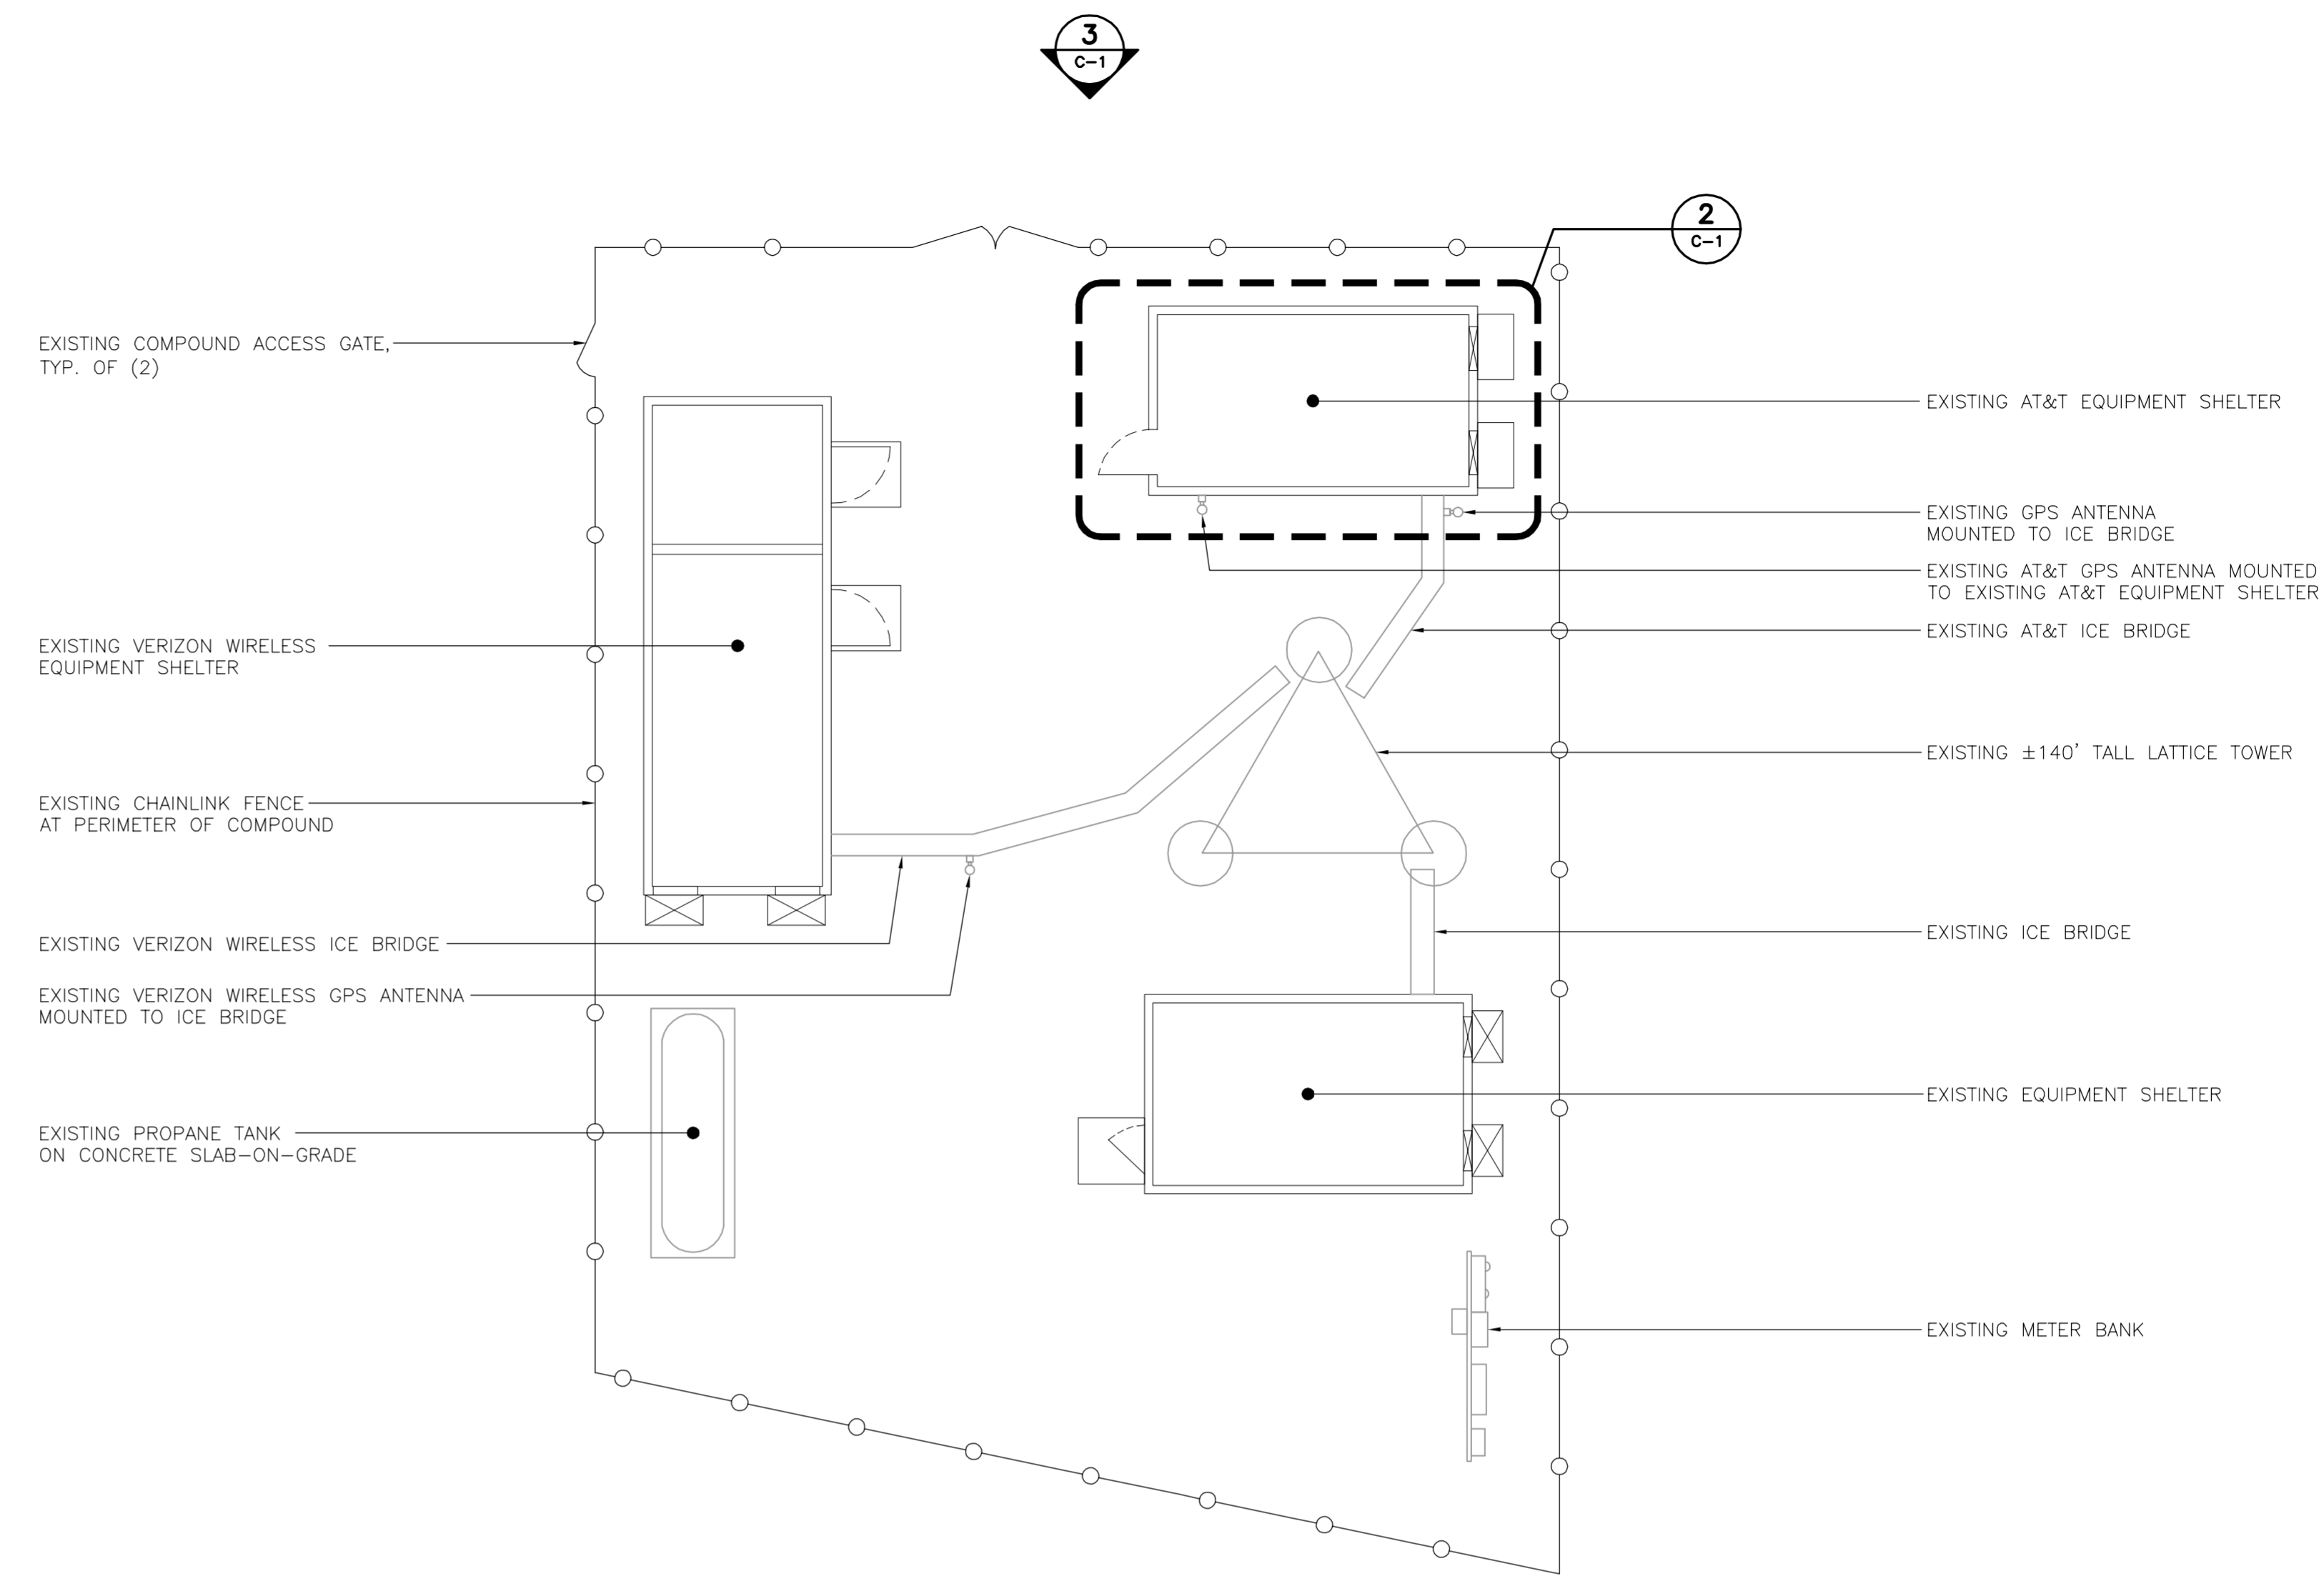 3
C-1
2
C-1
EXISTING COMPOUND ACCESS GATE,
TYP. OF (2)
EXISTING VERIZON WIRELESS
EQUIPMENT SHELTER
EXISTING CHAINLINK FENCE
AT PERIMETER OF COMPOUND
EXISTING VERIZON WIRELESS ICE BRIDGE
EXISTING VERIZON WIRELESS GPS ANTENNA
MOUNTED TO ICE BRIDGE
EXISTING PROPANE TANK
ON CONCRETE SLAB-ON-GRADE
EXISTING AT&T EQUIPMENT SHELTER
EXISTING GPS ANTENNA
MOUNTED TO ICE BRIDGE
EXISTING AT&T GPS ANTENNA MOUNTED
TO EXISTING AT&T EQUIPMENT SHELTER
EXISTING AT&T ICE BRIDGE
EXISTING ±140' TALL LATTICE TOWER
EXISTING ICE BRIDGE
EXISTING EQUIPMENT SHELTER
EXISTING METER BANK